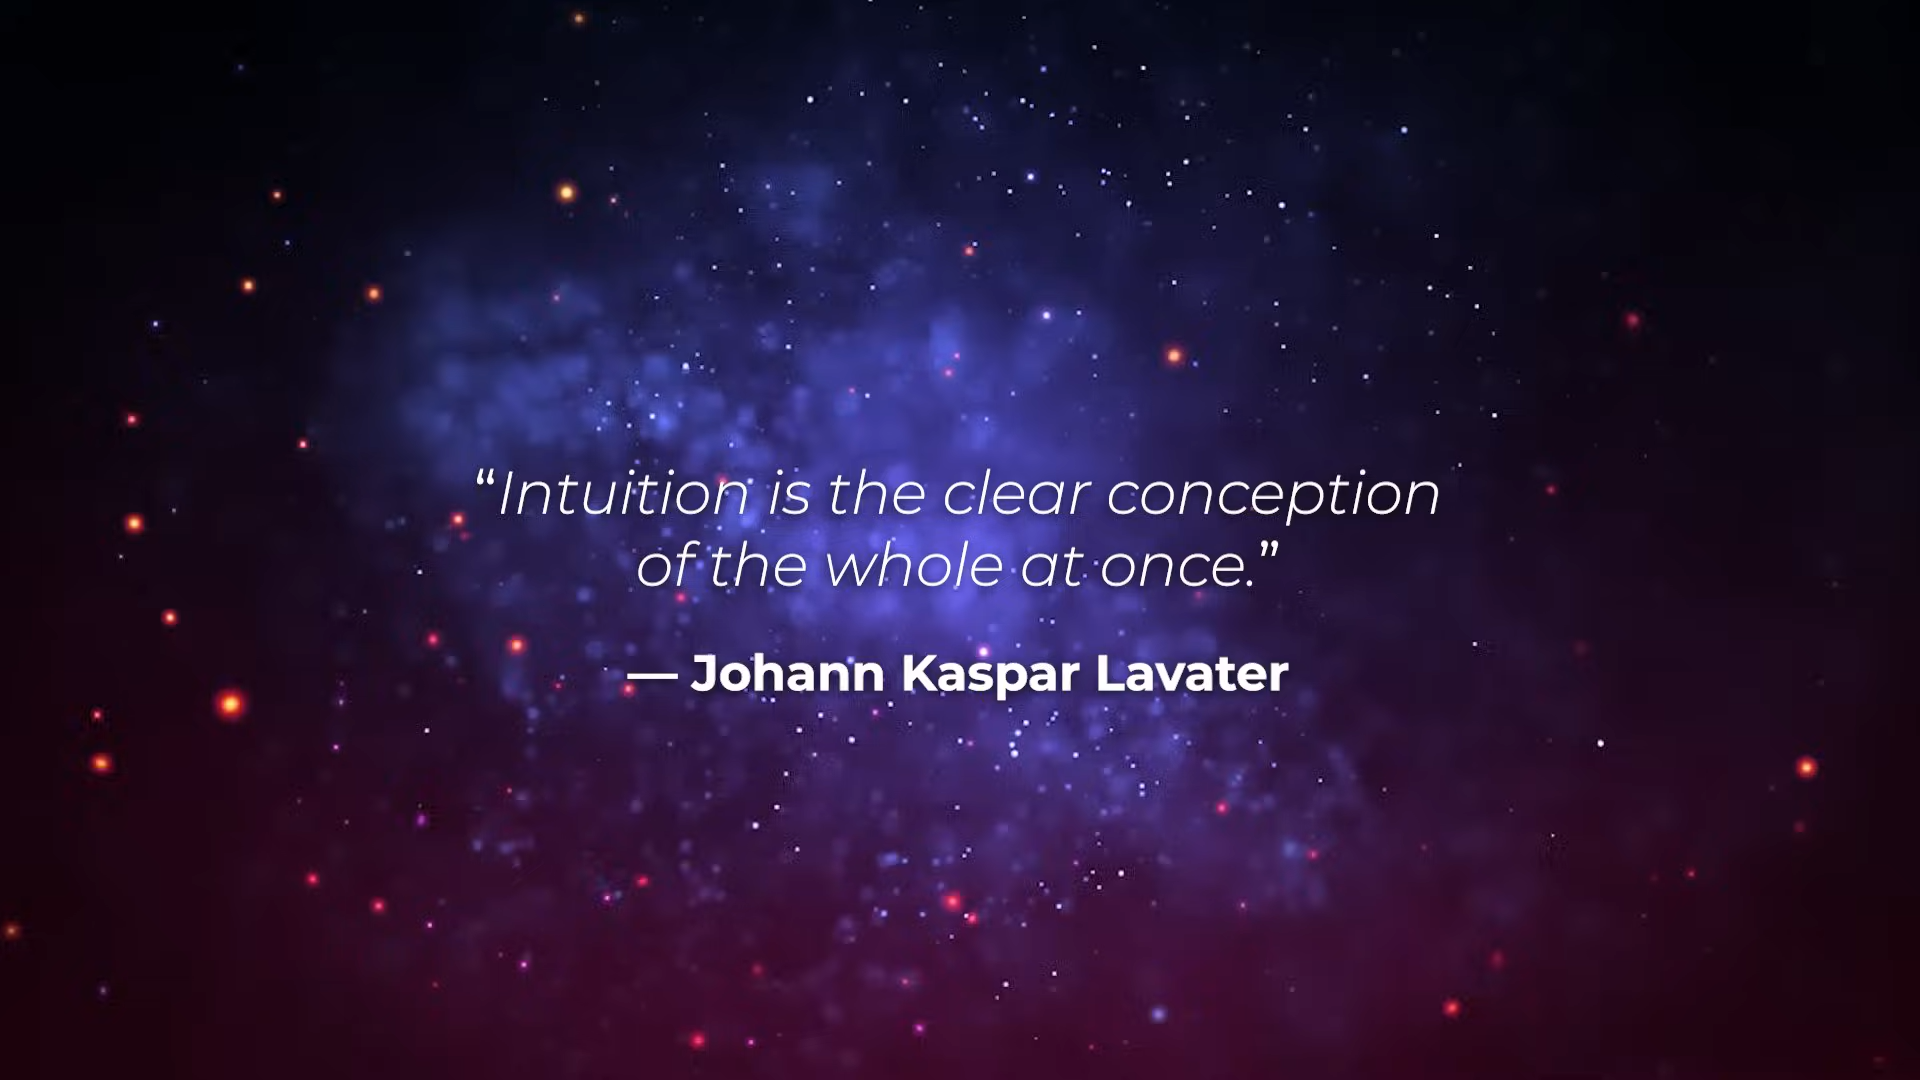 “Intuition is the clear conception
of the whole at once.”
— Johann Kaspar Lavater